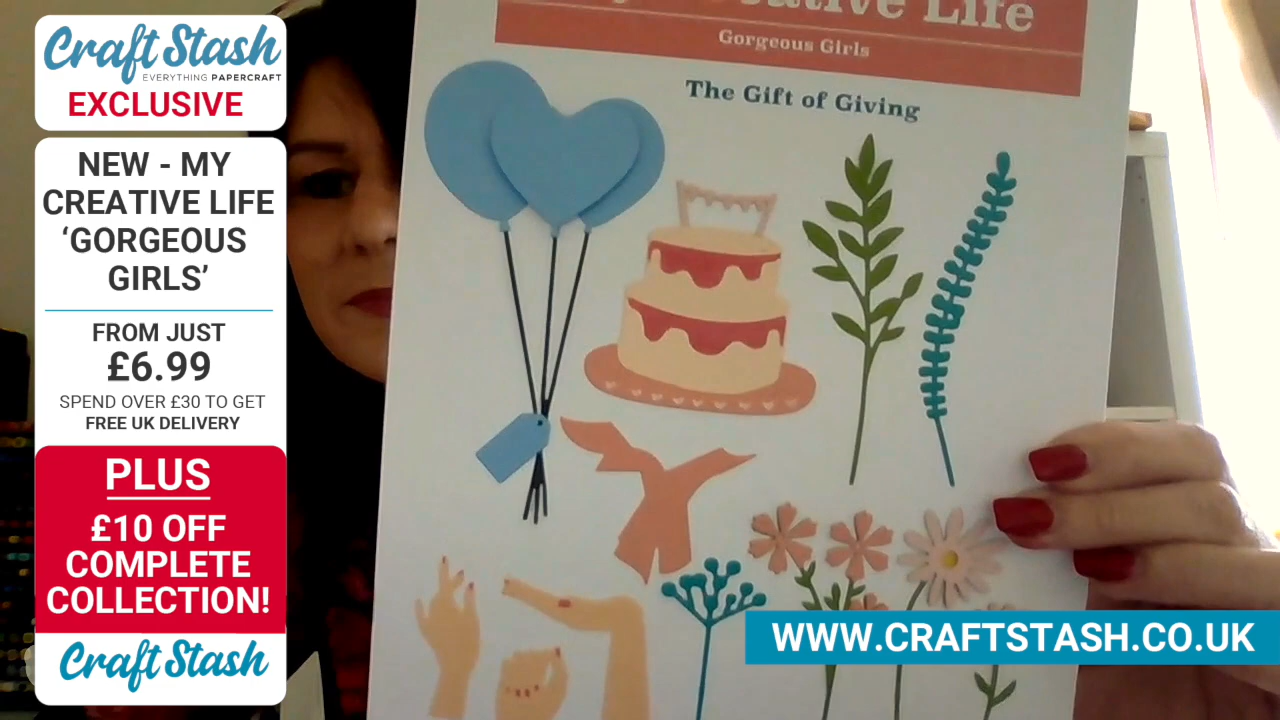 Craft Stash
EVERYTHING PAPERCRAFT
EXCLUSIVE
NEW - MY
CREATIVE LIFE
‘GORGEOUS
GIRLS’
FROM JUST
£6.99
SPEND OVER £30 TO GET
FREE UK DELIVERY
PLUS
£10 OFF
COMPLETE
COLLECTION!
Craft Stash
Creative Life
Gorgeous Girls
The Gift of Giving
WWW.CRAFTSTASH.CO.UK